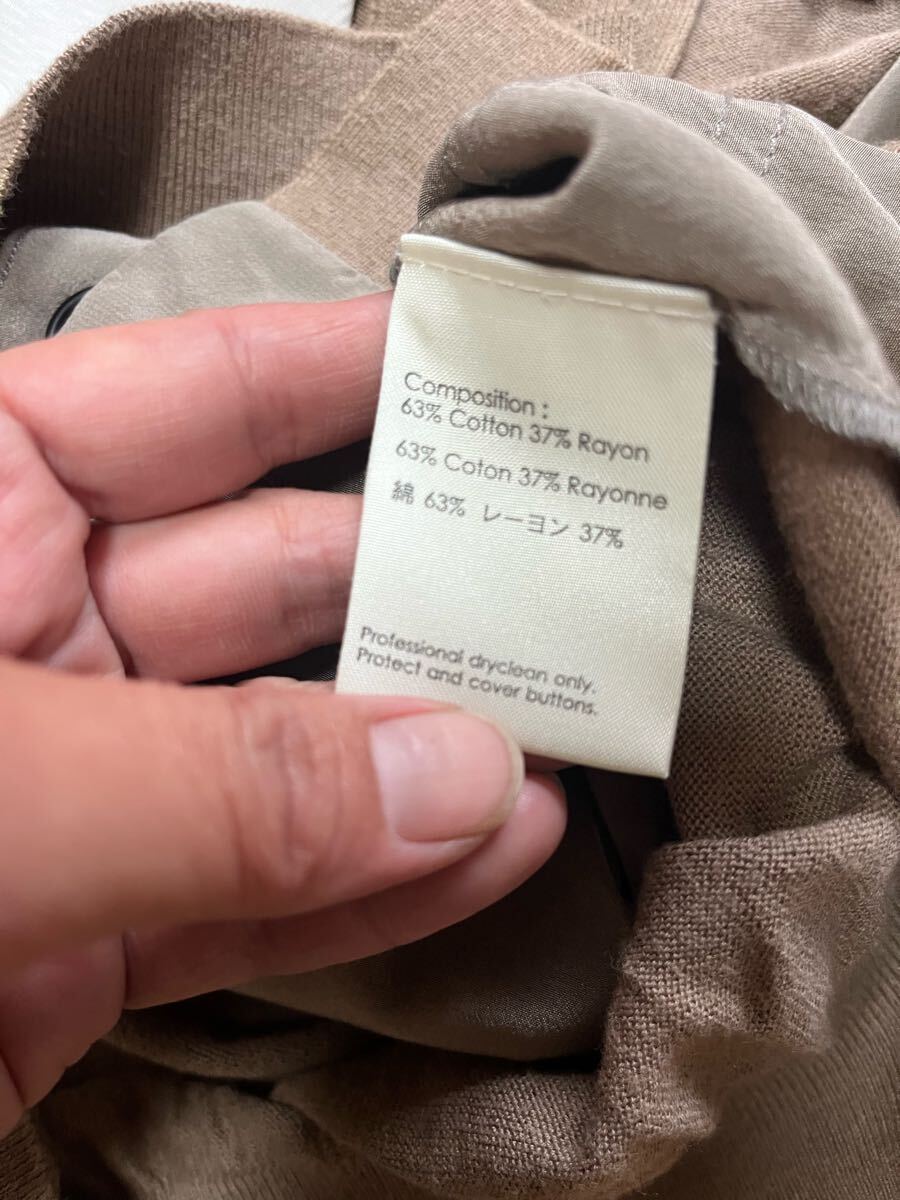 Composition :
63% Cotton 37% Rayon
63% Coton 37% Rayonne
綿 63% レーヨン 37%
Professional dryclean only.
Protect and cover buttons.